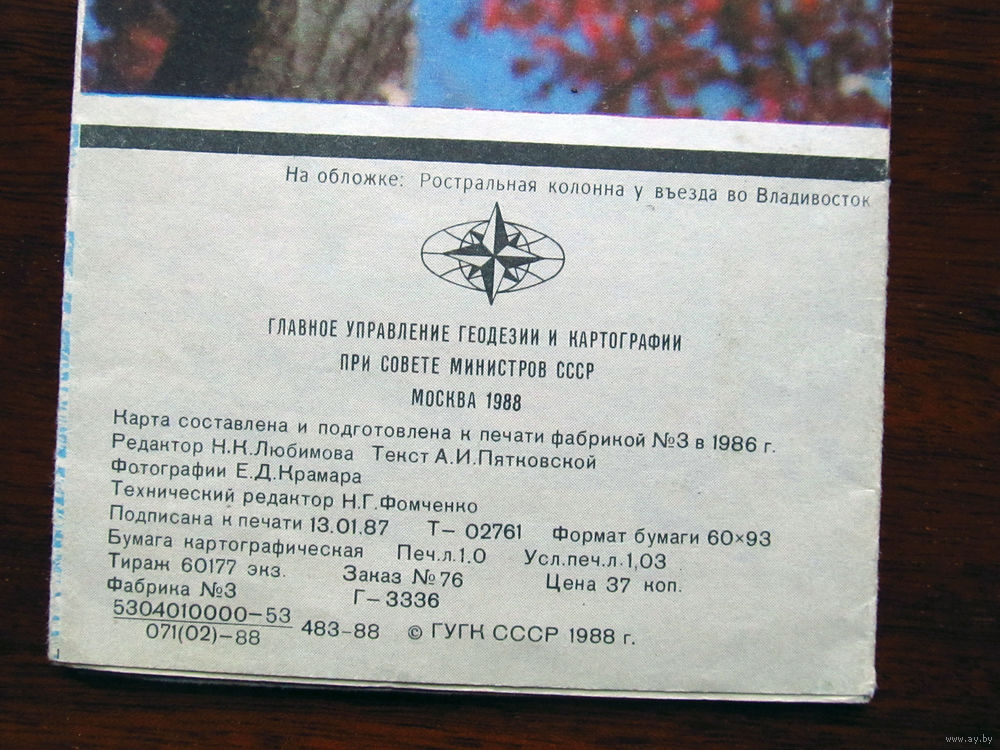 На обложке: Ростральная колонна у въезда во Владивосток
ГЛАВНОЕ УПРАВЛЕНИЕ ГЕОДЕЗИИ И КАРТОГРАФИИ
ПРИ СОВЕТЕ МИНИСТРОВ СССР
МОСКВА 1988
Карта составлена и подготовлена к печати фабрикой №3 в 1986 г.
Редактор Н.К.Любимова Текст А.И.Пятковской
Фотографии Е.Д.Крамара
Технический редактор Н.Г.Фомченко
Подписана к печати 13.01.87 Т– 02761 Формат бумаги 60×93
Бумага картографическая Печ.л.1.0 Усл.печ.л.1,03
Тираж 60177 экз. Заказ №76 Цена 37 коп.
Фабрика №3 Г–3336
5304010000–53
071(02)–88 483–88 © ГУГК СССР 1988 г.
www.ay.by